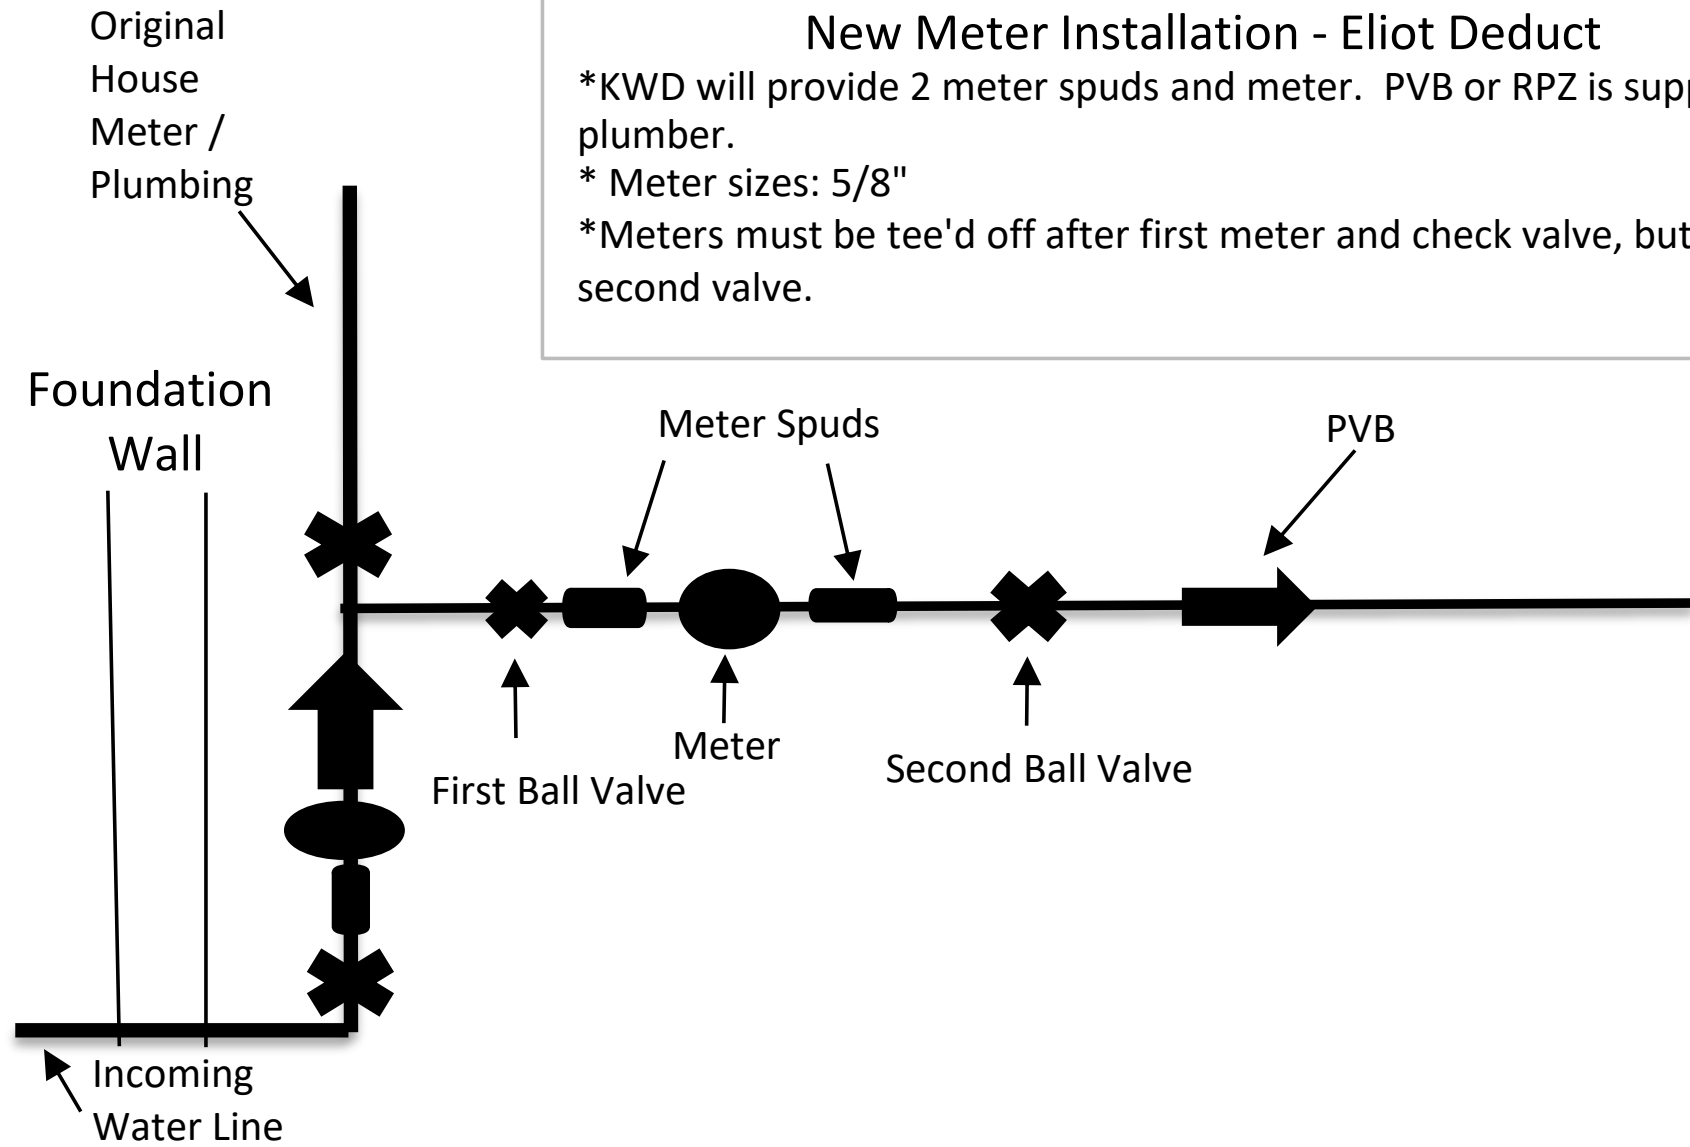 Original
House
Meter /
Plumbing
New Meter Installation - Eliot Deduct
*KWD will provide 2 meter spuds and meter.  PVB or RPZ is
plumber.
* Meter sizes: 5/8"
*Meters must be tee'd off after first meter and check valve, but
second valve.
Foundation
Wall
Meter Spuds
PVB
Meter
First Ball Valve
Second Ball Valve
Incoming
Water Line